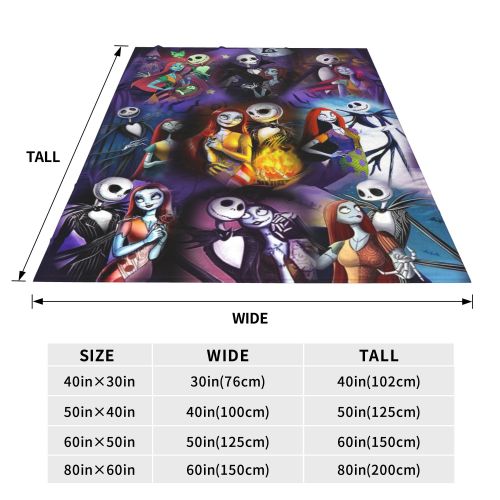 TALL
WIDE
SIZE WIDE TALL
40in×30in 30in(76cm) 40in(102cm)
50in×40in 40in(100cm) 50in(125cm)
60in×50in 50in(125cm) 60in(150cm)
80in×60in 60in(150cm) 80in(200cm)